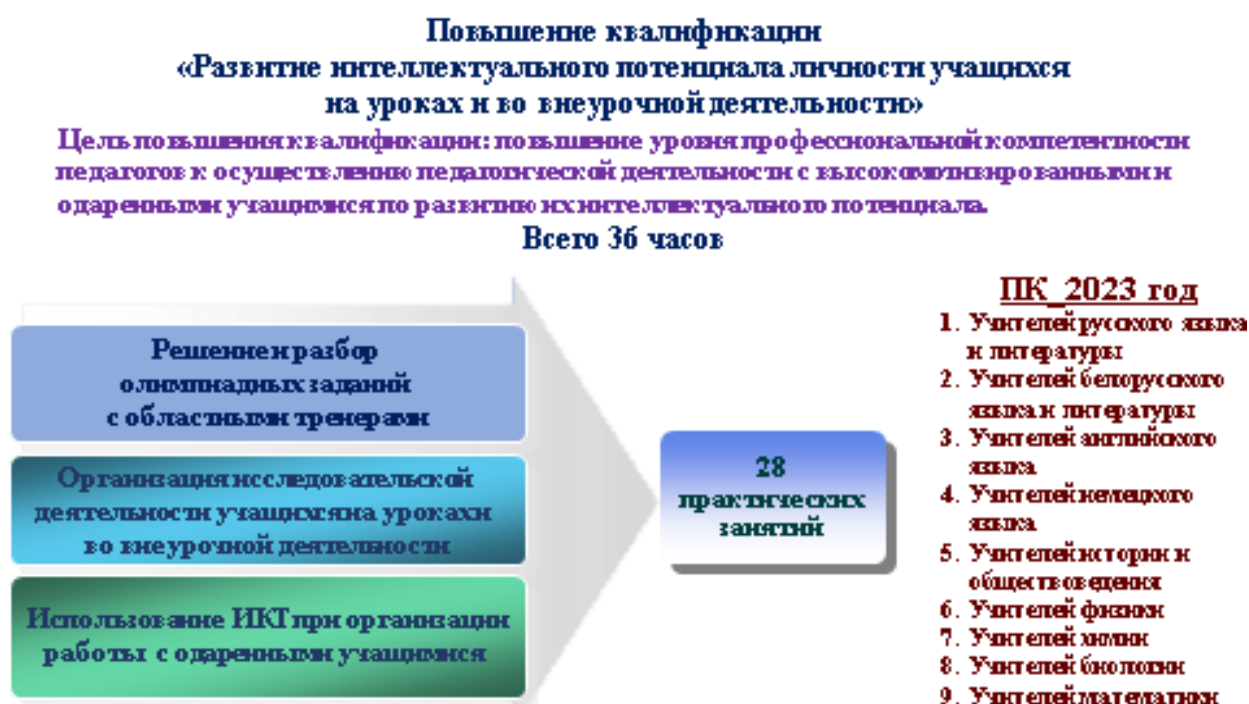 Повышение квалификации
«Развитие интеллектуального потенциала личности учащихся
на уроках и во внеурочной деятельности»
Цель повышения квалификации: повышение уровня профессиональной компетентности
педагогов к осуществлению педагогической деятельности с высокомотивированными и
одаренными учащимися по развитию их интеллектуального потенциала.
Всего 36 часов
Решение и разбор
олимпиадных заданий
с областными тренерами
Организация исследовательской
деятельности учащихся на уроках и
во внеурочной деятельности
Использование ИКТ при организации
работы с одаренными учащимися
28
практических
занятий
ПК_2023 год
1. Учителей русского языка
и литературы
2. Учителей белорусского
языка и литературы
3. Учителей английского
языка
4. Учителей немецкого
языка
5. Учителей истории и
обществоведения
6. Учителей физики
7. Учителей химии
8. Учителей биологии
9. Учителей математики